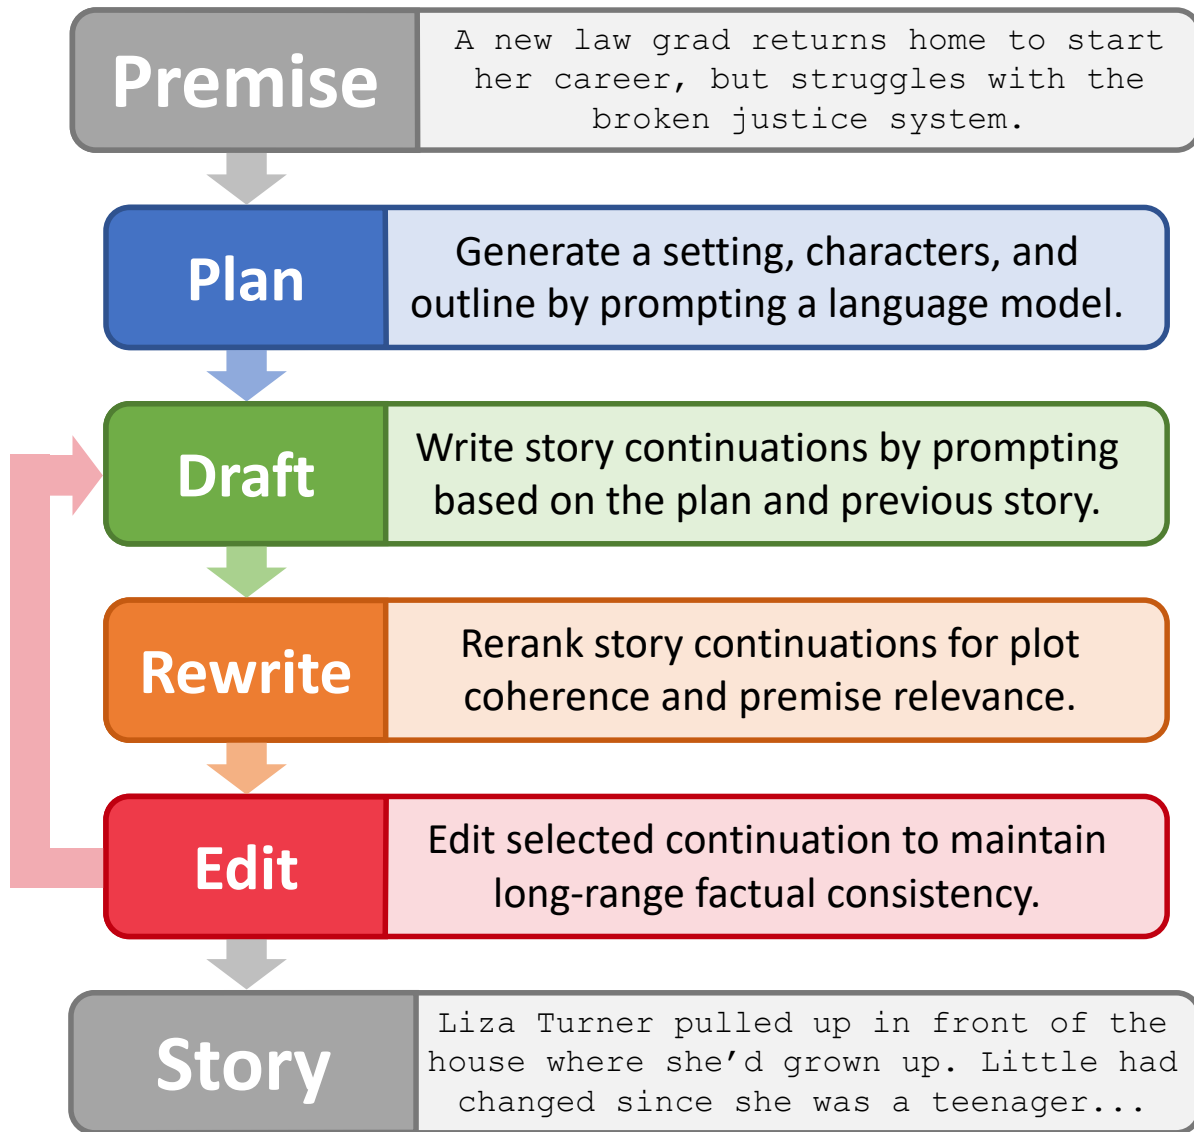 Premise
A new law grad returns home to start
her career, but struggles with the
broken justice system.
Plan
Generate a setting, characters, and
outline by prompting a language model.
Draft
Write story continuations by prompting
based on the plan and previous story.
Rewrite
Rerank story continuations for plot
coherence and premise relevance.
Edit
Edit selected continuation to maintain
long-range factual consistency.
Story
Liza Turner pulled up in front of the
house where she’d grown up. Little had
changed since she was a teenager...